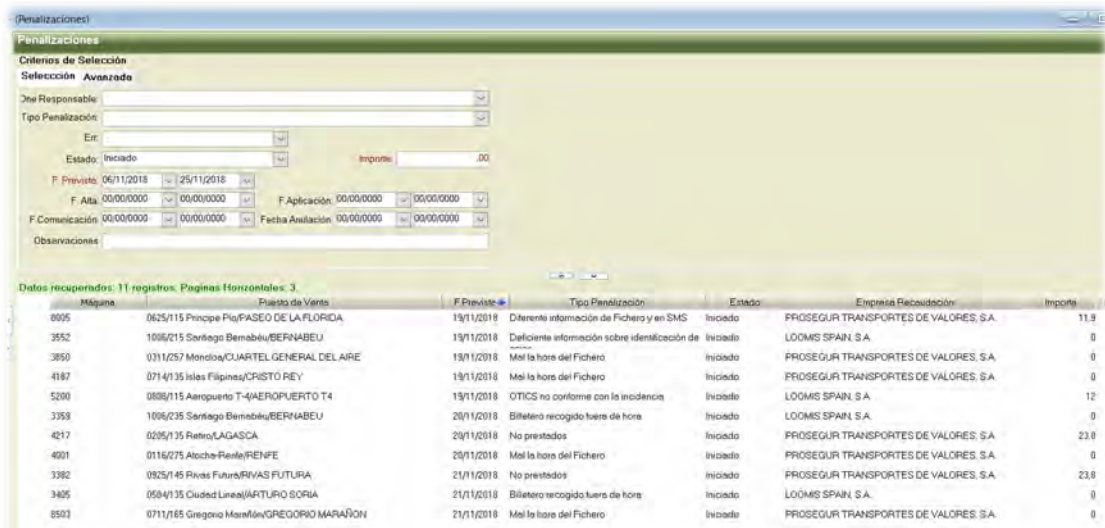 (Penalizaciones)
Penalizaciones
Criterios de Selección
Seleccción Avanzada
One Responsable:
Tipo Penalización:
Err:
Estado: Iniciado Importe: .00
F. Previste: 06/11/2018 25/11/2018
F. Alta: 00/00/0000 00/00/0000 F.Aplicación: 00/00/0000 00/00/0000
F.Comunicación: 00/00/0000 00/00/0000 Fecha Anulación: 00/00/0000 00/00/0000
Observaciones
Datos recuperados: 11 registros. Paginas Horizontales: 3.
Máquina Puesto de Venta F.Previste Tipo Penalización Estado Empresa Recaudación Importe
8005 0625/115 Principe Pío/PASEO DE LA FLORIDA 19/11/2018 Diferente información de Fichero y en SMS Iniciado PROSEGUR TRANSPORTES DE VALORES, S.A. 11,9
3552 1006/215 Santiago Bernabéu/BERNABEU 19/11/2018 Deficiente información sobre identificación de Iniciado LOOMIS SPAIN, S.A. 0
3850 0311/257 Moncloa/CUARTEL GENERAL DEL AIRE 19/11/2018 Mal la hora del Fichero Iniciado PROSEGUR TRANSPORTES DE VALORES, S.A. 0
4187 0714/135 Islas Filipinas/CRISTO REY 19/11/2018 Mal la hora del Fichero Iniciado PROSEGUR TRANSPORTES DE VALORES, S.A. 0
5200 0808/115 Aeropuerto T-4/AEROPUERTO T4 19/11/2018 OTICS no conforme con la incidencia Iniciado LOOMIS SPAIN, S.A. 12
3359 1006/235 Santiago Bernabéu/BERNABEU 20/11/2018 Billetero recogido fuera de hora Iniciado LOOMIS SPAIN, S.A. 0
4217 0205/135 Retiro/LAGASCA 20/11/2018 No prestados Iniciado PROSEGUR TRANSPORTES DE VALORES, S.A. 23,8
4001 0116/275 Atocha-Renfe/RENFE 20/11/2018 Mal la hora del Fichero Iniciado PROSEGUR TRANSPORTES DE VALORES, S.A. 0
3382 0925/145 Rivas Futura/RIVAS FUTURA 21/11/2018 No prestados Iniciado PROSEGUR TRANSPORTES DE VALORES, S.A. 23,8
3405 0504/135 Ciudad Lineal/ARTURO SORIA 21/11/2018 Billetero recogido fuera de hora Iniciado LOOMIS SPAIN, S.A. 0
8503 0711/165 Gregorio Marañón/GREGORIO MARAÑON 21/11/2018 Mal la hora del Fichero Iniciado PROSEGUR TRANSPORTES DE VALORES, S.A. 0